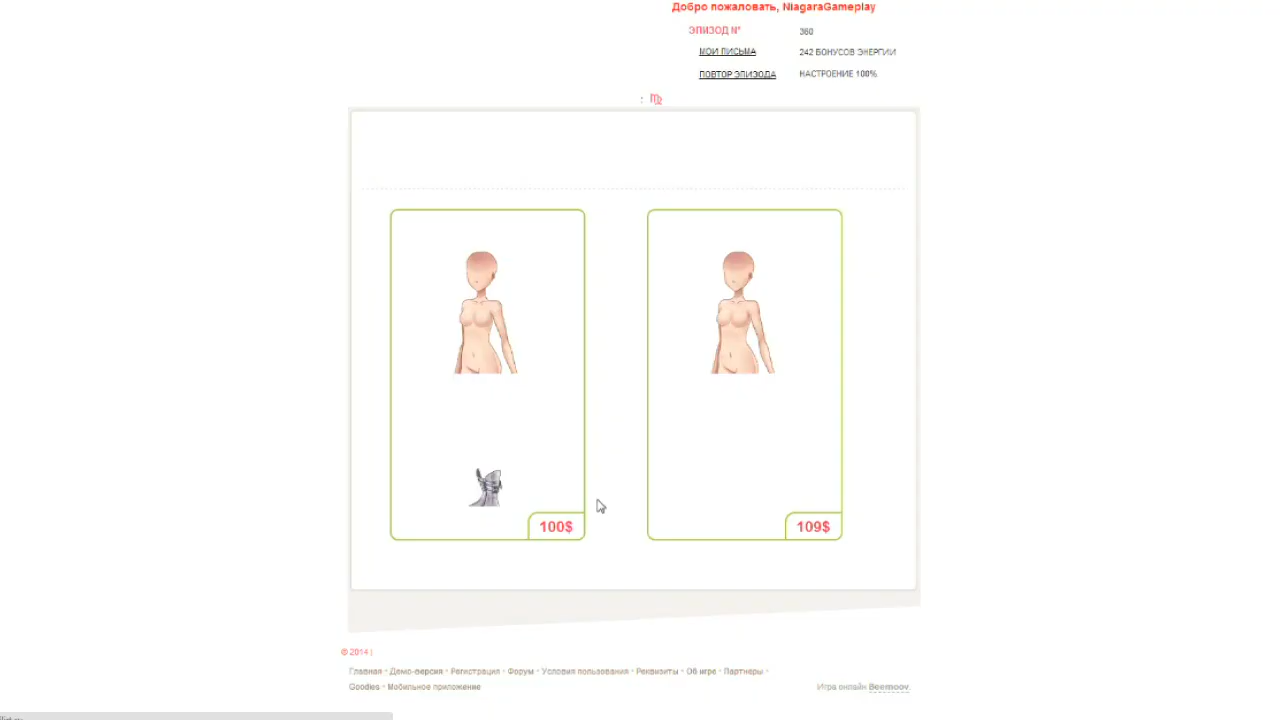 Добро пожаловать, NiagaraGameplay
ЭПИЗОД N° 360
МОИ ПИСЬМА 242 БОНУСОВ ЭНЕРГИИ
ПОВТОР ЭПИЗОДА НАСТРОЕНИЕ 100%
: ♍
100$
109$
© 2014 |
Главная • Демо-версия • Регистрация • Форум • Условия пользования • Реквизиты • Об игре • Партнеры •
Goodies • Мобильное приложение
Игра онлайн Beemoov